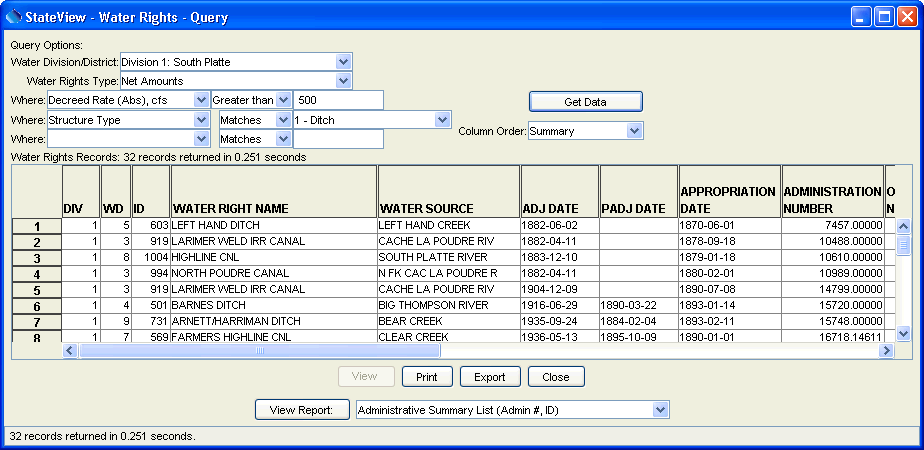 StateView - Water Rights - Query
Query Options:
Water Division/District: Division 1: South Platte
Water Rights Type: Net Amounts
Where: Decreed Rate (Abs), cfs Greater than 500
Get Data
Where: Structure Type Matches 1 - Ditch
Column Order: Summary
Where: Matches
Water Rights Records: 32 records returned in 0.251 seconds
DIV WD ID WATER RIGHT NAME WATER SOURCE ADJ DATE PADJ DATE APPROPRIATION DATE ADMINISTRATION NUMBER O N
1 1 5 603 LEFT HAND DITCH LEFT HAND CREEK 1882-06-02 1870-06-01 7457.00000
2 1 3 919 LARIMER WELD IRR CANAL CACHE LA POUDRE RIV 1882-04-11 1878-09-18 10488.00000
3 1 8 1004 HIGHLINE CNL SOUTH PLATTE RIVER 1883-12-10 1879-01-18 10610.00000
4 1 3 994 NORTH POUDRE CANAL N FK CAC LA POUDRE R 1882-04-11 1880-02-01 10989.00000
5 1 3 919 LARIMER WELD IRR CANAL CACHE LA POUDRE RIV 1904-12-09 1890-07-08 14799.00000
6 1 4 501 BARNES DITCH BIG THOMPSON RIVER 1916-06-29 1890-03-22 1893-01-14 15720.00000
7 1 9 731 ARNETT/HARRIMAN DITCH BEAR CREEK 1935-09-24 1884-02-04 1893-02-11 15748.00000
8 1 7 569 FARMERS HIGHLINE CNL CLEAR CREEK 1936-05-13 1895-10-09 1890-01-01 16718.14611
View Print Export Close
View Report: Administrative Summary List (Admin #, ID)
32 records returned in 0.251 seconds.